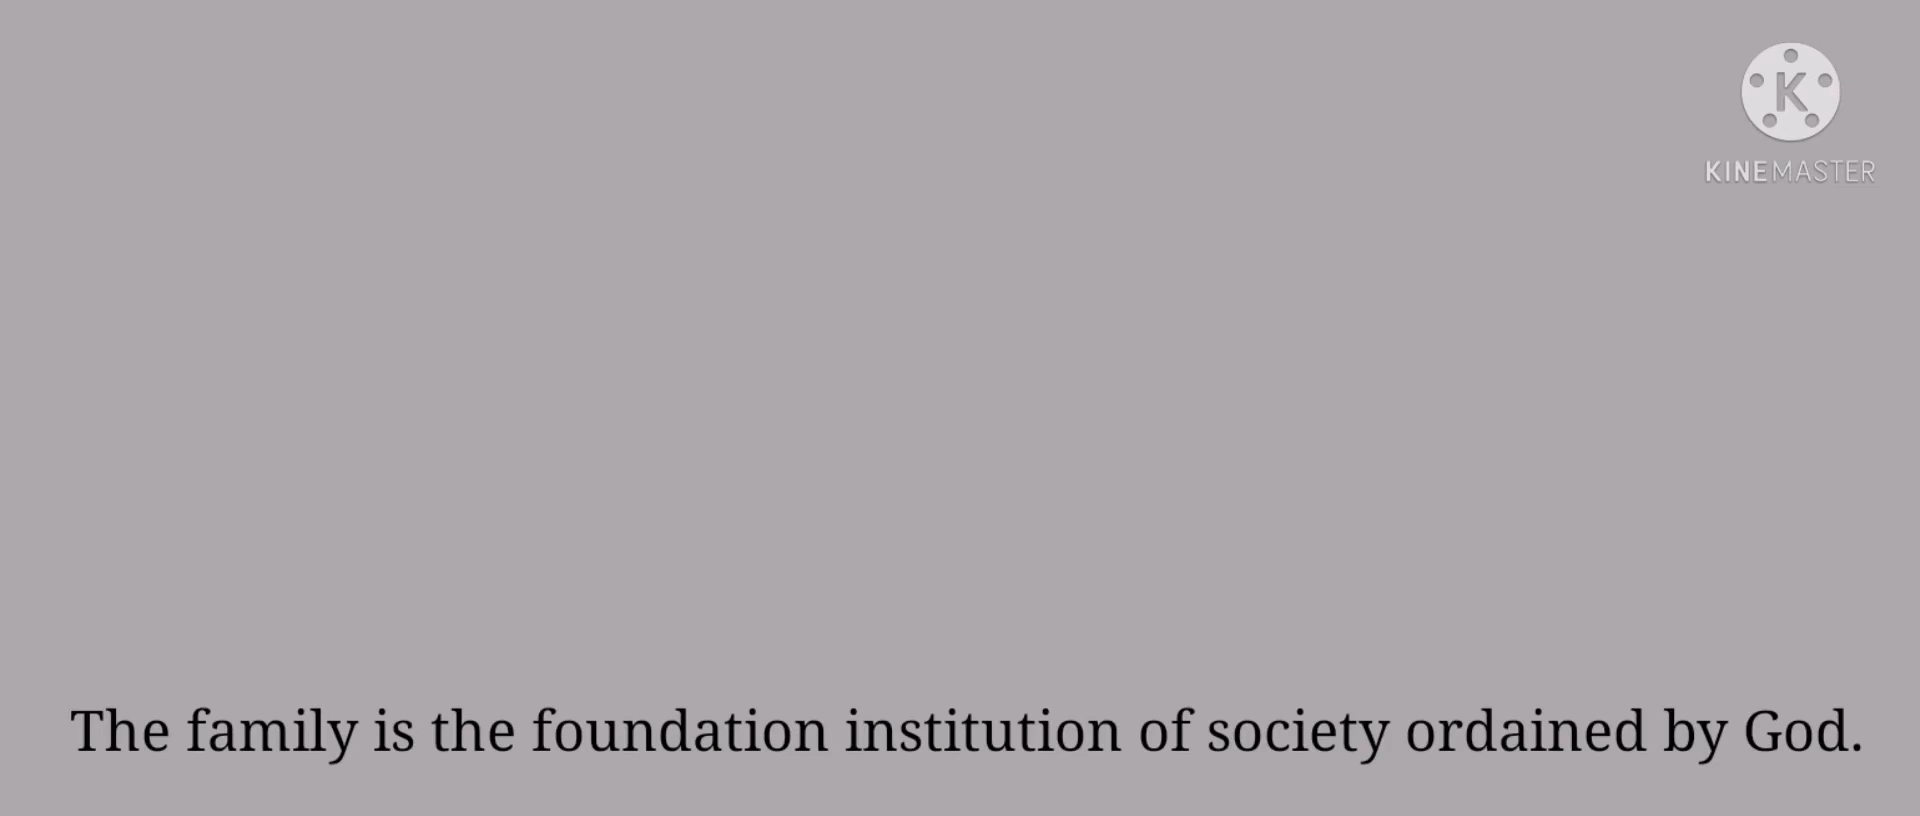 K
KINEMASTER
The family is the foundation institution of society ordained by God.